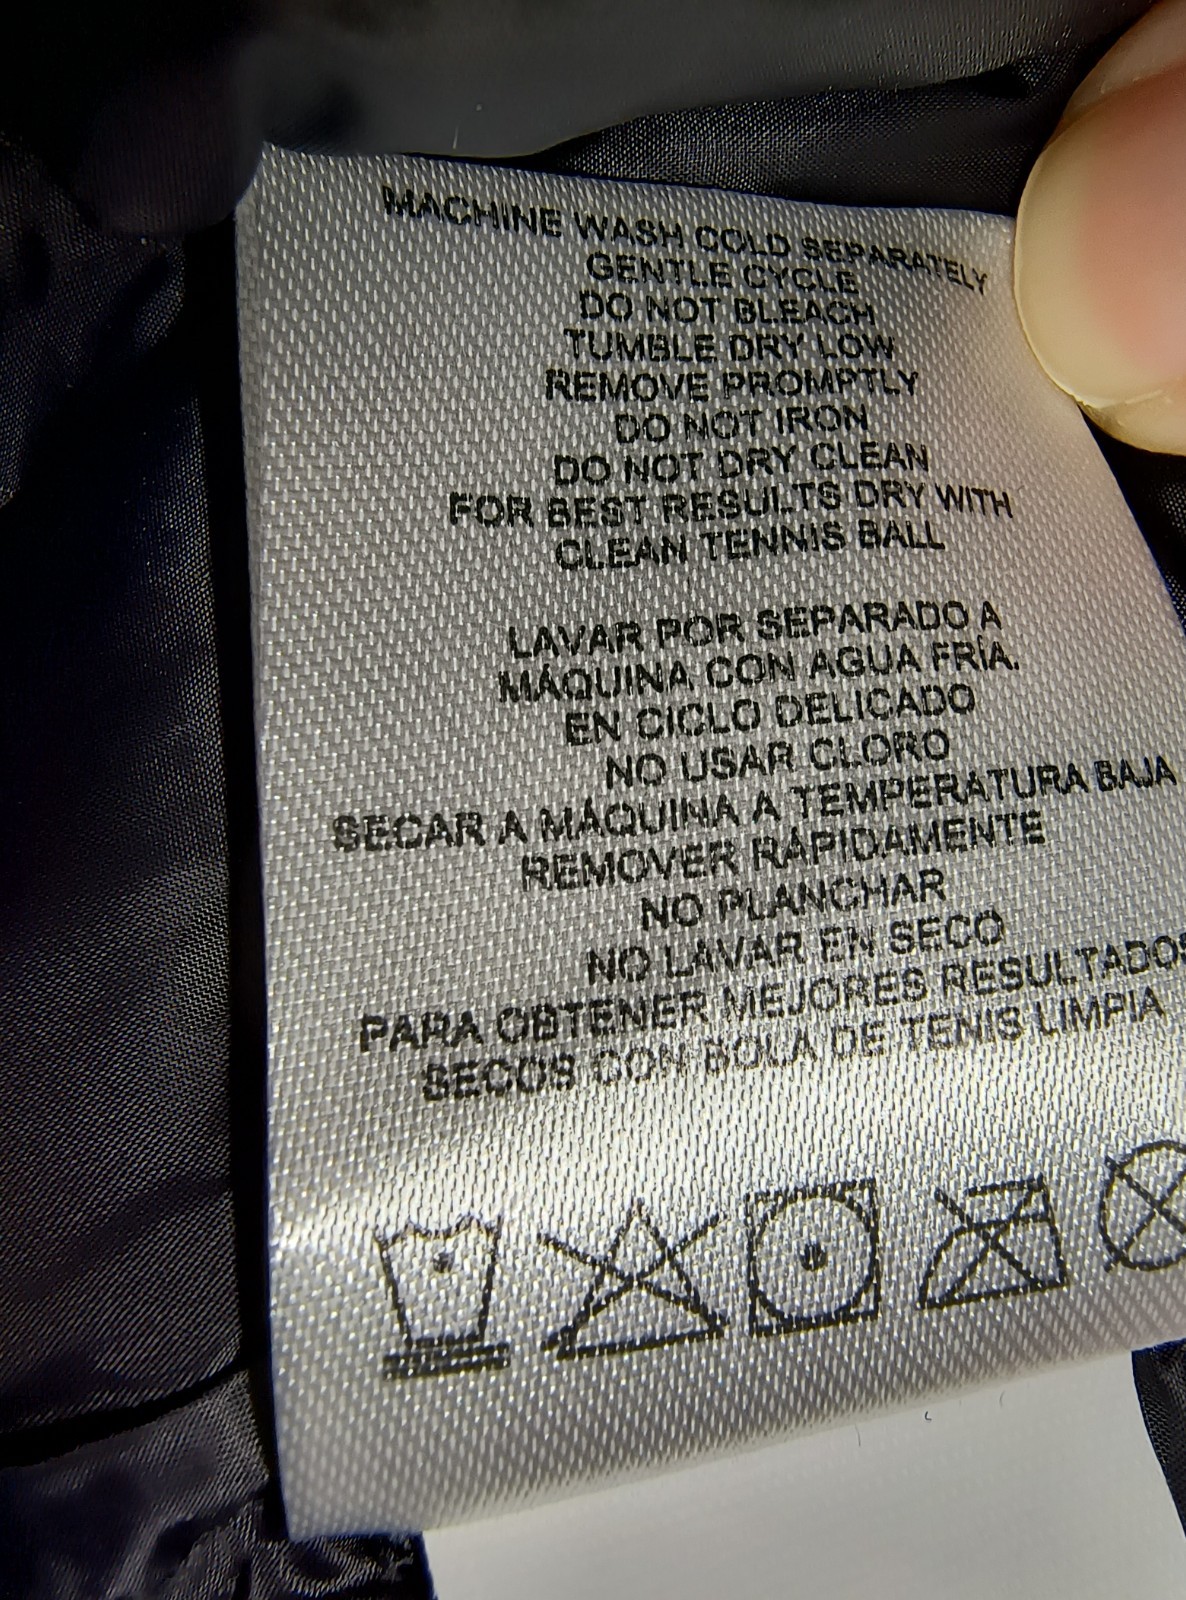 MACHINE WASH COLD SEPARATELY
GENTLE CYCLE
DO NOT BLEACH
TUMBLE DRY LOW
REMOVE PROMPTLY
DO NOT IRON
DO NOT DRY CLEAN
FOR BEST RESULTS DRY WITH
CLEAN TENNIS BALL
LAVAR POR SEPARADO A
MÁQUINA CON AGUA FRÍA.
EN CICLO DELICADO
NO USAR CLORO
SECAR A MÁQUINA A TEMPERATURA BAJA
REMOVER RÁPIDAMENTE
NO PLANCHAR
NO LAVAR EN SECO
PARA OBTENER MEJORES RESULTADOS
SECOS CON BOLA DE TENIS LIMPIA